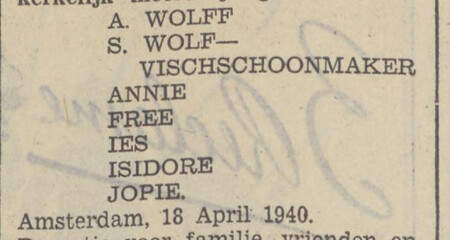 A. WOLFF
S. WOLF—
VISCHSCHOONMAKER
ANNIE
FREE
IES
ISIDORE
JOPIE.
Amsterdam, 18 April 1940.